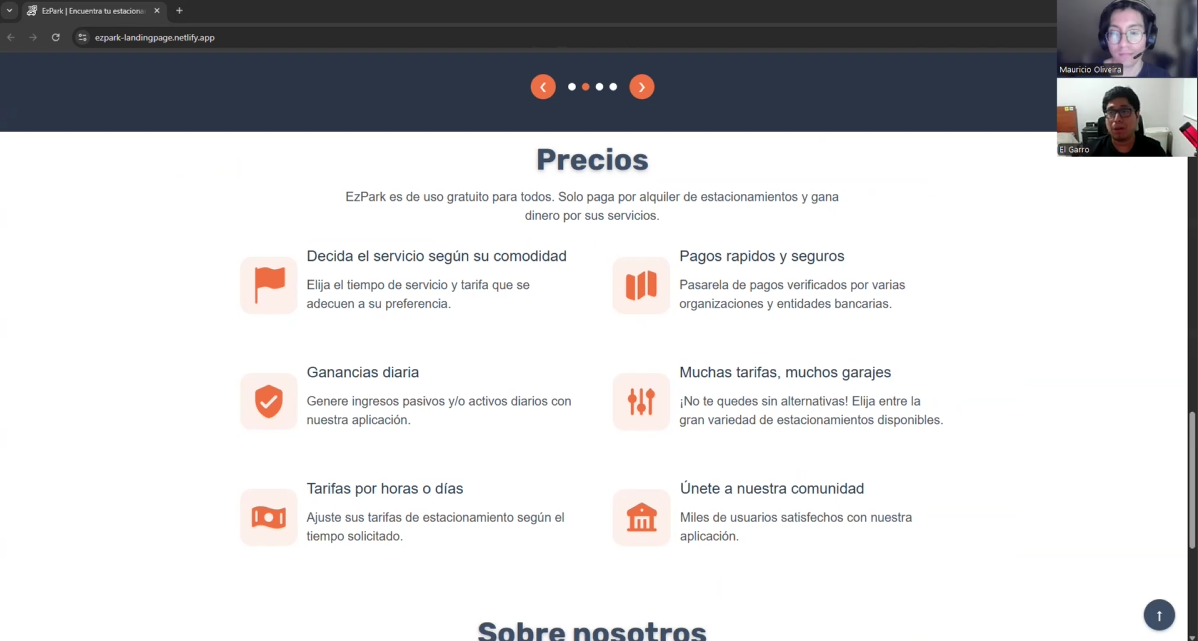 EzPark | Encuentra tu estaciona
ezpark-landingpage.netlify.app
Mauricio Oliveira
El Garro
Precios
EzPark es de uso gratuito para todos. Solo paga por alquiler de estacionamientos y gana
dinero por sus servicios.
Decida el servicio según su comodidad
Elija el tiempo de servicio y tarifa que se
adecuen a su preferencia.
Pagos rapidos y seguros
Pasarela de pagos verificados por varias
organizaciones y entidades bancarias.
Ganancias diaria
Genere ingresos pasivos y/o activos diarios con
nuestra aplicación.
Muchas tarifas, muchos garajes
¡No te quedes sin alternativas! Elija entre la
gran variedad de estacionamientos disponibles.
Tarifas por horas o días
Ajuste sus tarifas de estacionamiento según el
tiempo solicitado.
Únete a nuestra comunidad
Miles de usuarios satisfechos con nuestra
aplicación.
Sobre nosotros